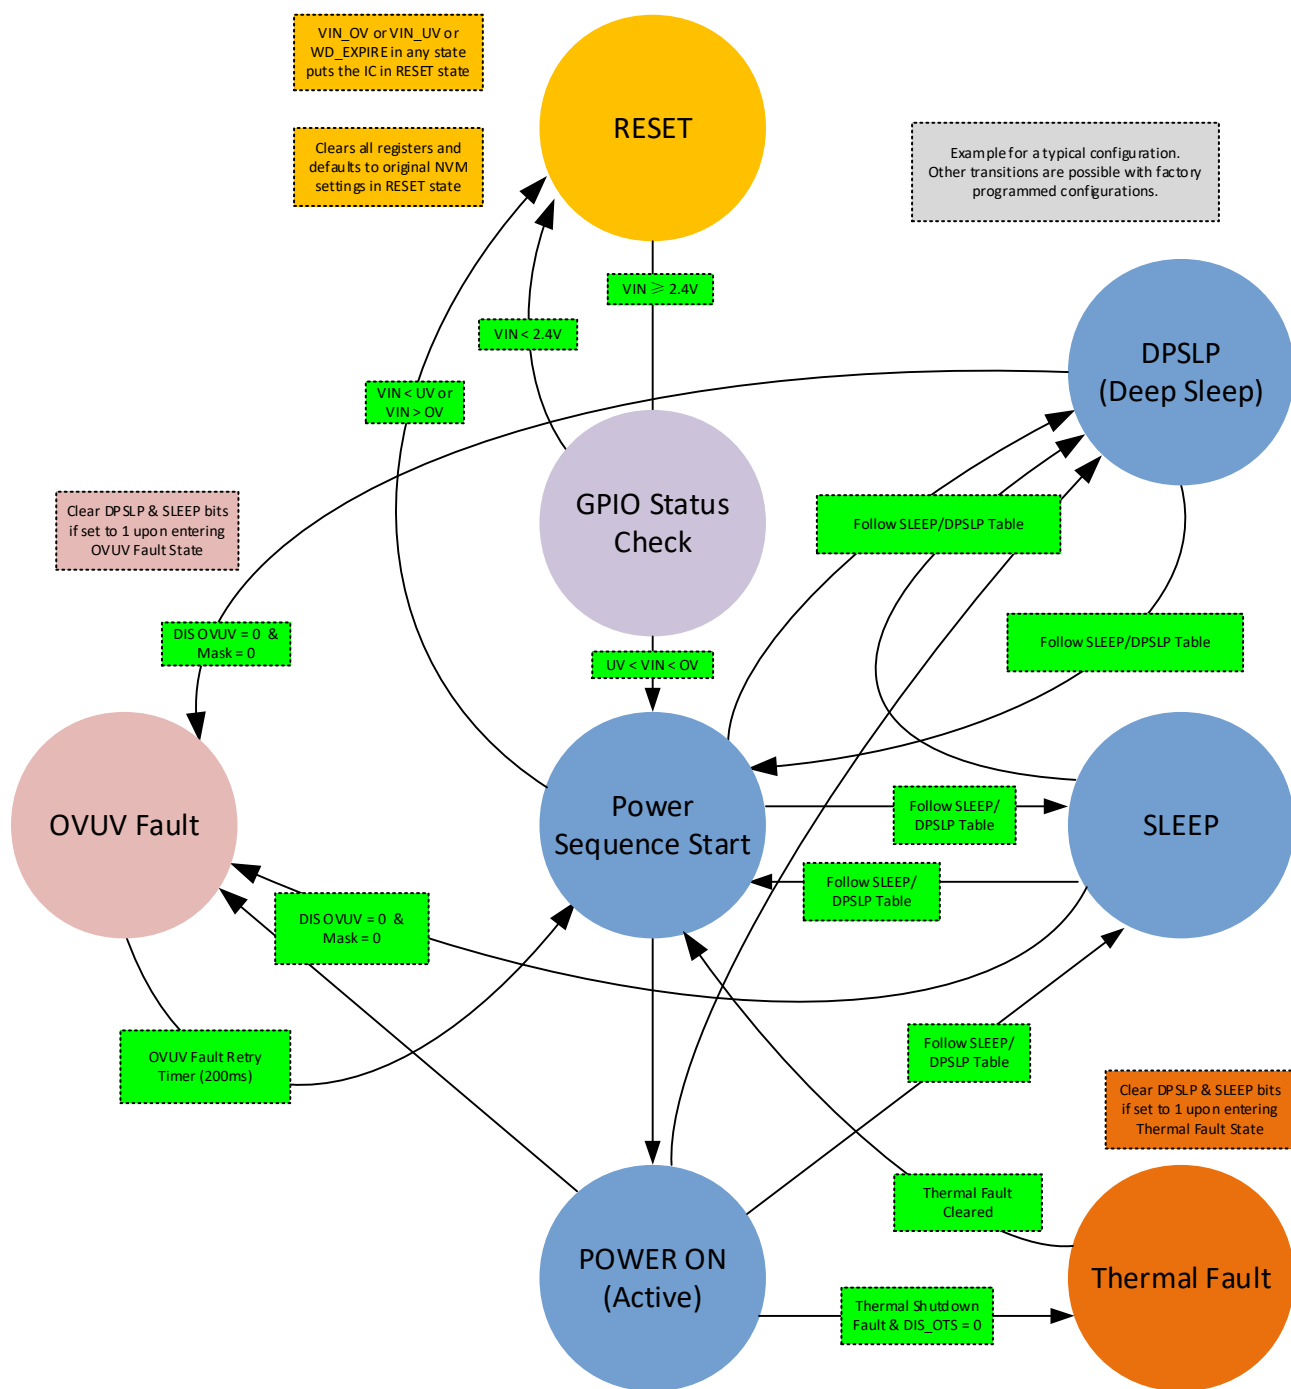 VIN_OV or VIN_UV or
WD_EXPIRE in any state
puts the IC in RESET state
RESET
Clears all registers and
defaults to original NVM
settings in RESET state
Example for a typical configuration.
Other transitions are possible with factory
programmed configurations.
VIN ≥ 2.4V
VIN < 2.4V
DPSLP
(Deep Sleep)
VIN < UV or
VIN > OV
GPIO Status
Check
Clear DPSLP & SLEEP bits
if set to 1 upon entering
OVUV Fault State
Follow SLEEP/DPSLP Table
DIS OVUV = 0 &
Mask = 0
UV < VIN < OV
Follow SLEEP/DPSLP Table
OVUV Fault
Power
Sequence Start
Follow SLEEP/
DPSLP Table
SLEEP
Follow SLEEP/
DPSLP Table
DIS OVUV = 0 &
Mask = 0
OVUV Fault Retry
Timer (200ms)
Follow SLEEP/
DPSLP Table
Clear DPSLP & SLEEP bits
if set to 1 upon entering
Thermal Fault State
Thermal Fault
Cleared
POWER ON
(Active)
Thermal Shutdown
Fault & DIS_OTS = 0
Thermal Fault